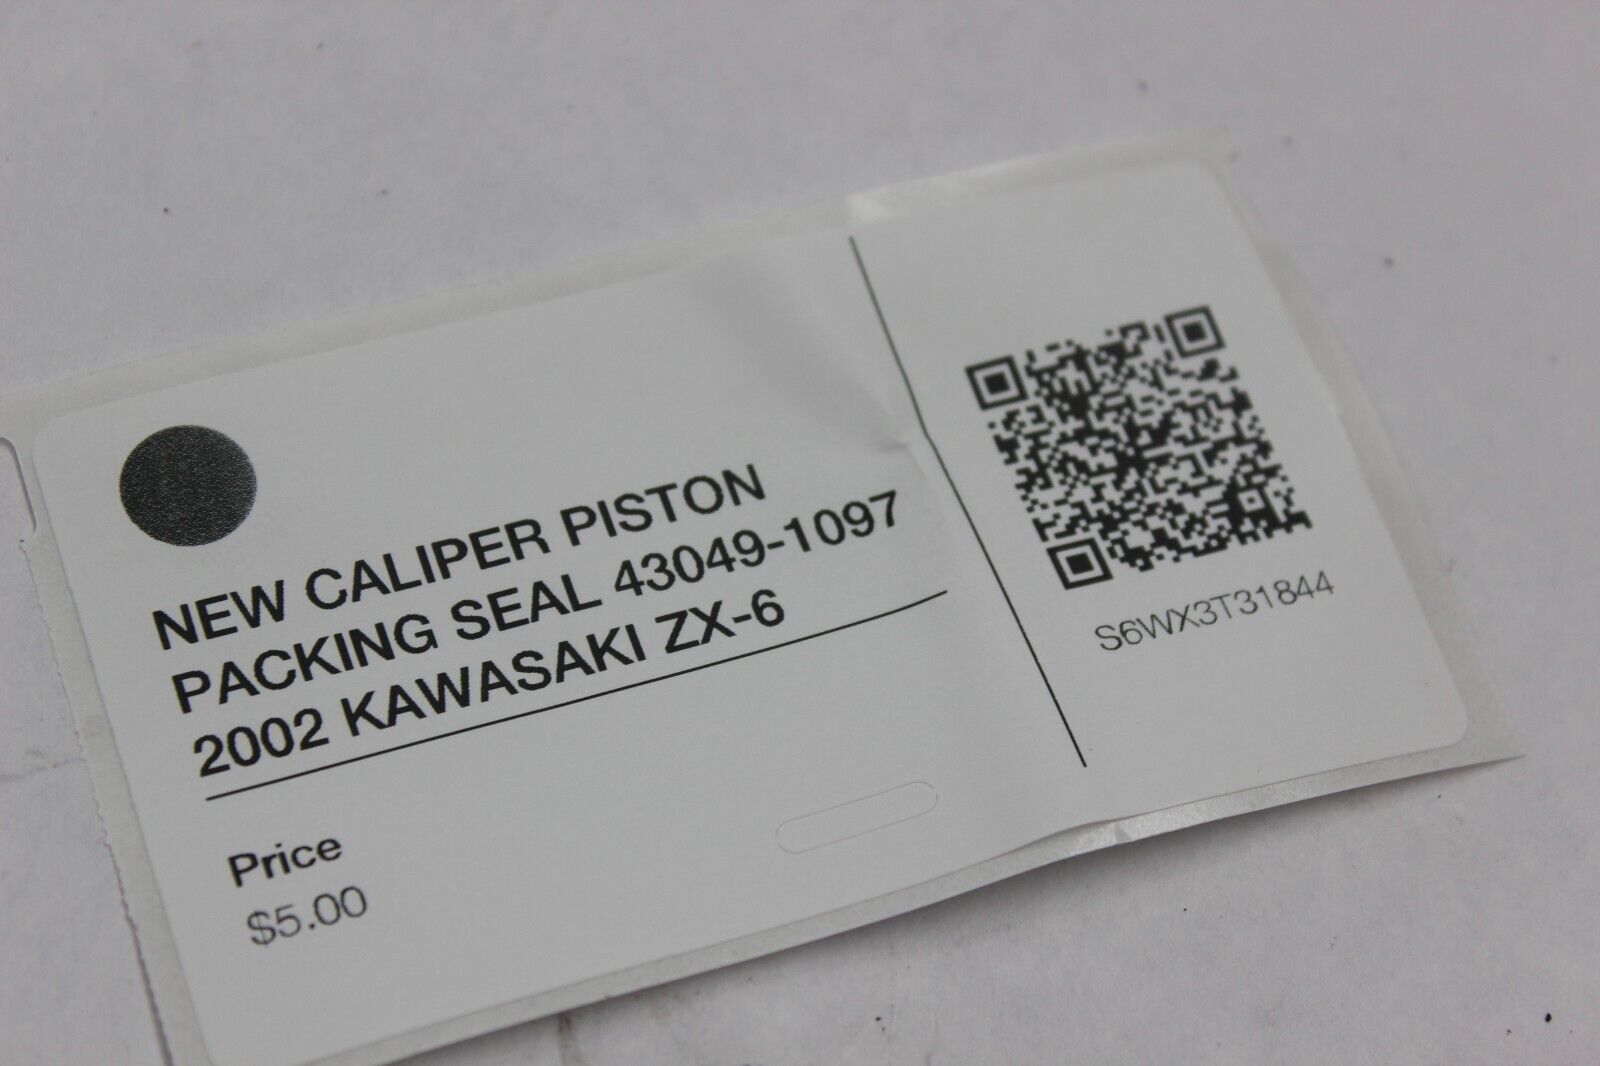 NEW CALIPER PISTON
PACKING SEAL 43049-1097
2002 KAWASAKI ZX-6
Price
$5.00
S6WX3T31844